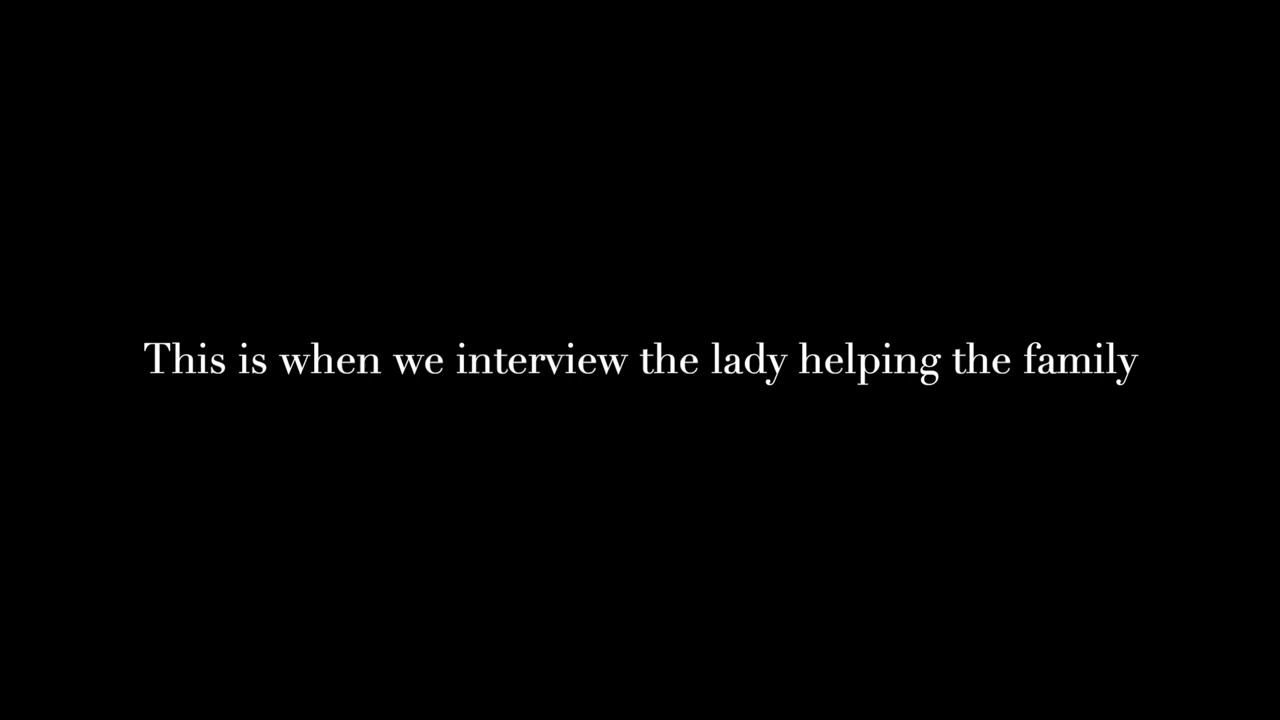 This is when we interview the lady helping the family